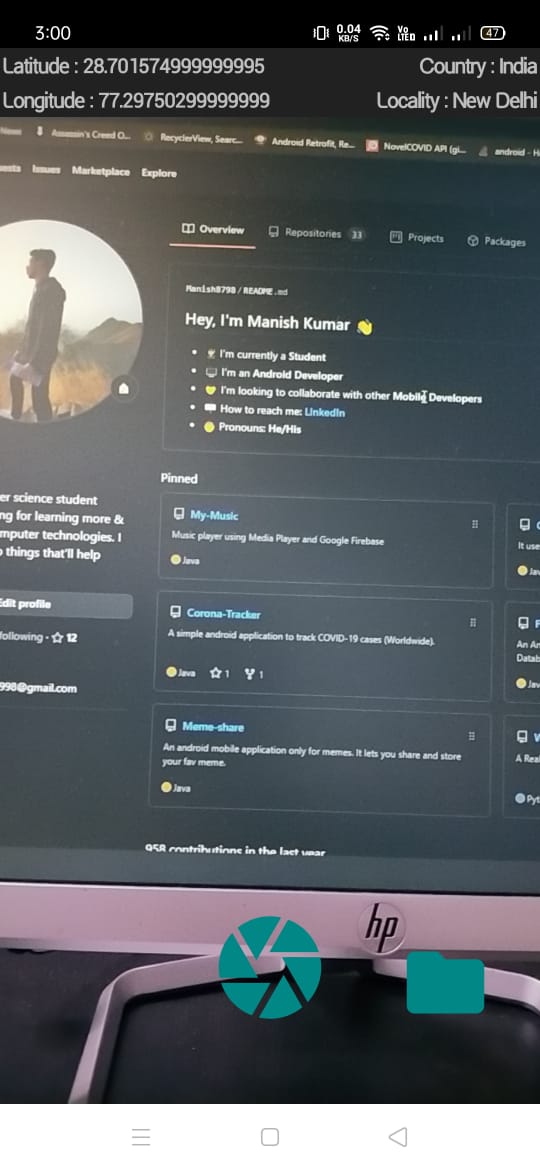 3:00
0.04 KB/S
Vo LTED
47
Latitude : 28.701574999999995
Country : India
Longitude : 77.29750299999999
Locality : New Delhi
News
Assassin's Creed O...
RecyclerView, Searc...
Android Retrofit, Re...
NovelCOVID API (gi...
android - H
ests Issues Marketplace Explore
Overview Repositories 33 Projects Packages
Manish8798 / README.md
Hey, I'm Manish Kumar 👋
I'm currently a Student
I'm an Android Developer
I'm looking to collaborate with other Mobile Developers
How to reach me: LinkedIn
Pronouns: He/His
er science student
ng for learning more &
mputer technologies. I
things that'll help
Edit profile
following · 12
998@gmail.com
Pinned
My-Music
Music player using Media Player and Google Firebase
Java
It use
Jav
Corona-Tracker
A simple android application to track COVID-19 cases (Worldwide).
Java 1 1
An An
Datab
Jav
Meme-share
An android mobile application only for memes. It lets you share and store
your fav meme.
Java
A Real
Pyt
958 contributions in the last year
hp